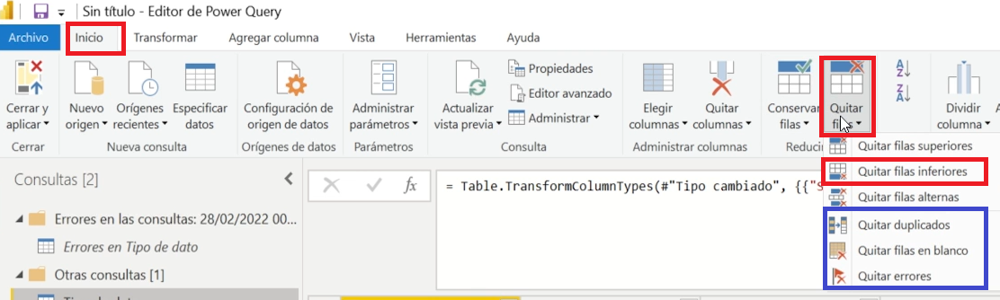 Sin título - Editor de Power Query
Archivo Inicio Transformar Agregar columna Vista Herramientas Ayuda
Cerrar y aplicar
Nuevo origen
Orígenes recientes
Especificar datos
Configuración de origen de datos
Administrar parámetros
Actualizar vista previa
Propiedades
Editor avanzado
Administrar
Elegir columnas
Quitar columnas
Conservar filas
Quitar
Dividir columna
Cerrar
Nueva consulta
Orígenes de datos
Parámetros
Consulta
Administrar columnas
Quitar filas superiores
Quitar filas inferiores
Quitar filas alternas
Quitar duplicados
Quitar filas en blanco
Quitar errores
Consultas [2]
fx
= Table.TransformColumnTypes(#"Tipo cambiado", {{"S
Errores en las consultas: 28/02/2022 00...
Errores en Tipo de dato
Otras consultas [1]